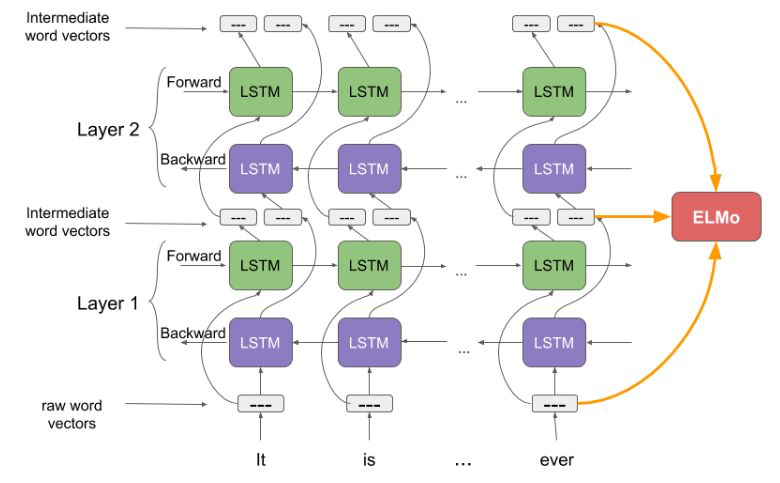 Intermediate
word vectors
--- --- --- --- --- ---
Forward
LSTM LSTM ... LSTM
Layer 2
Backward
LSTM LSTM ... LSTM
Intermediate
word vectors
--- --- --- --- --- ---
ELMo
Forward
LSTM LSTM ... LSTM
Layer 1
Backward
LSTM LSTM ... LSTM
raw word
vectors
--- --- ---
It is ... ever